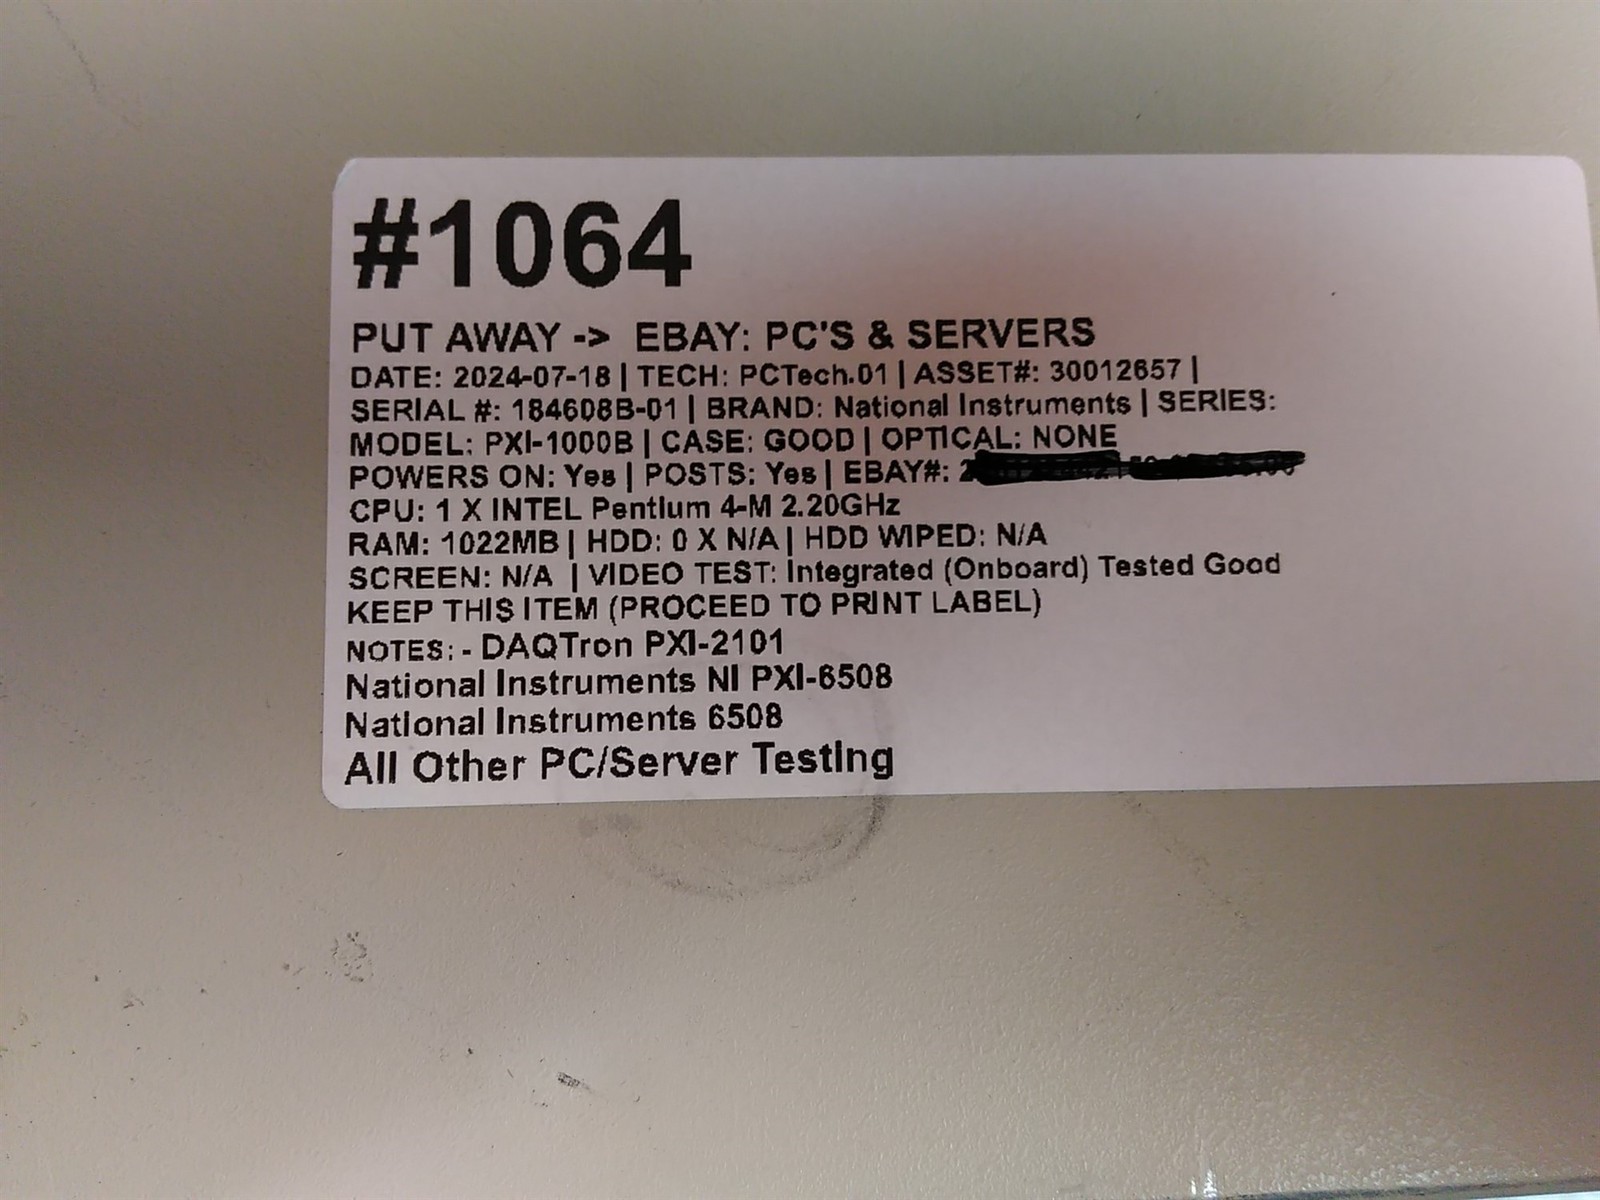 #1064
PUT AWAY -> EBAY: PC'S & SERVERS
DATE: 2024-07-18 | TECH: PCTech.01 | ASSET#: 30012657 |
SERIAL #: 184608B-01 | BRAND: National Instruments | SERIES:
MODEL: PXI-1000B | CASE: GOOD | OPTICAL: NONE
POWERS ON: Yes | POSTS: Yes | EBAY#:
CPU: 1 X INTEL Pentium 4-M 2.20GHz
RAM: 1022MB | HDD: 0 X N/A | HDD WIPED: N/A
SCREEN: N/A | VIDEO TEST: Integrated (Onboard) Tested Good
KEEP THIS ITEM (PROCEED TO PRINT LABEL)
NOTES: - DAQTron PXI-2101
National Instruments NI PXI-6508
National Instruments 6508
All Other PC/Server Testing